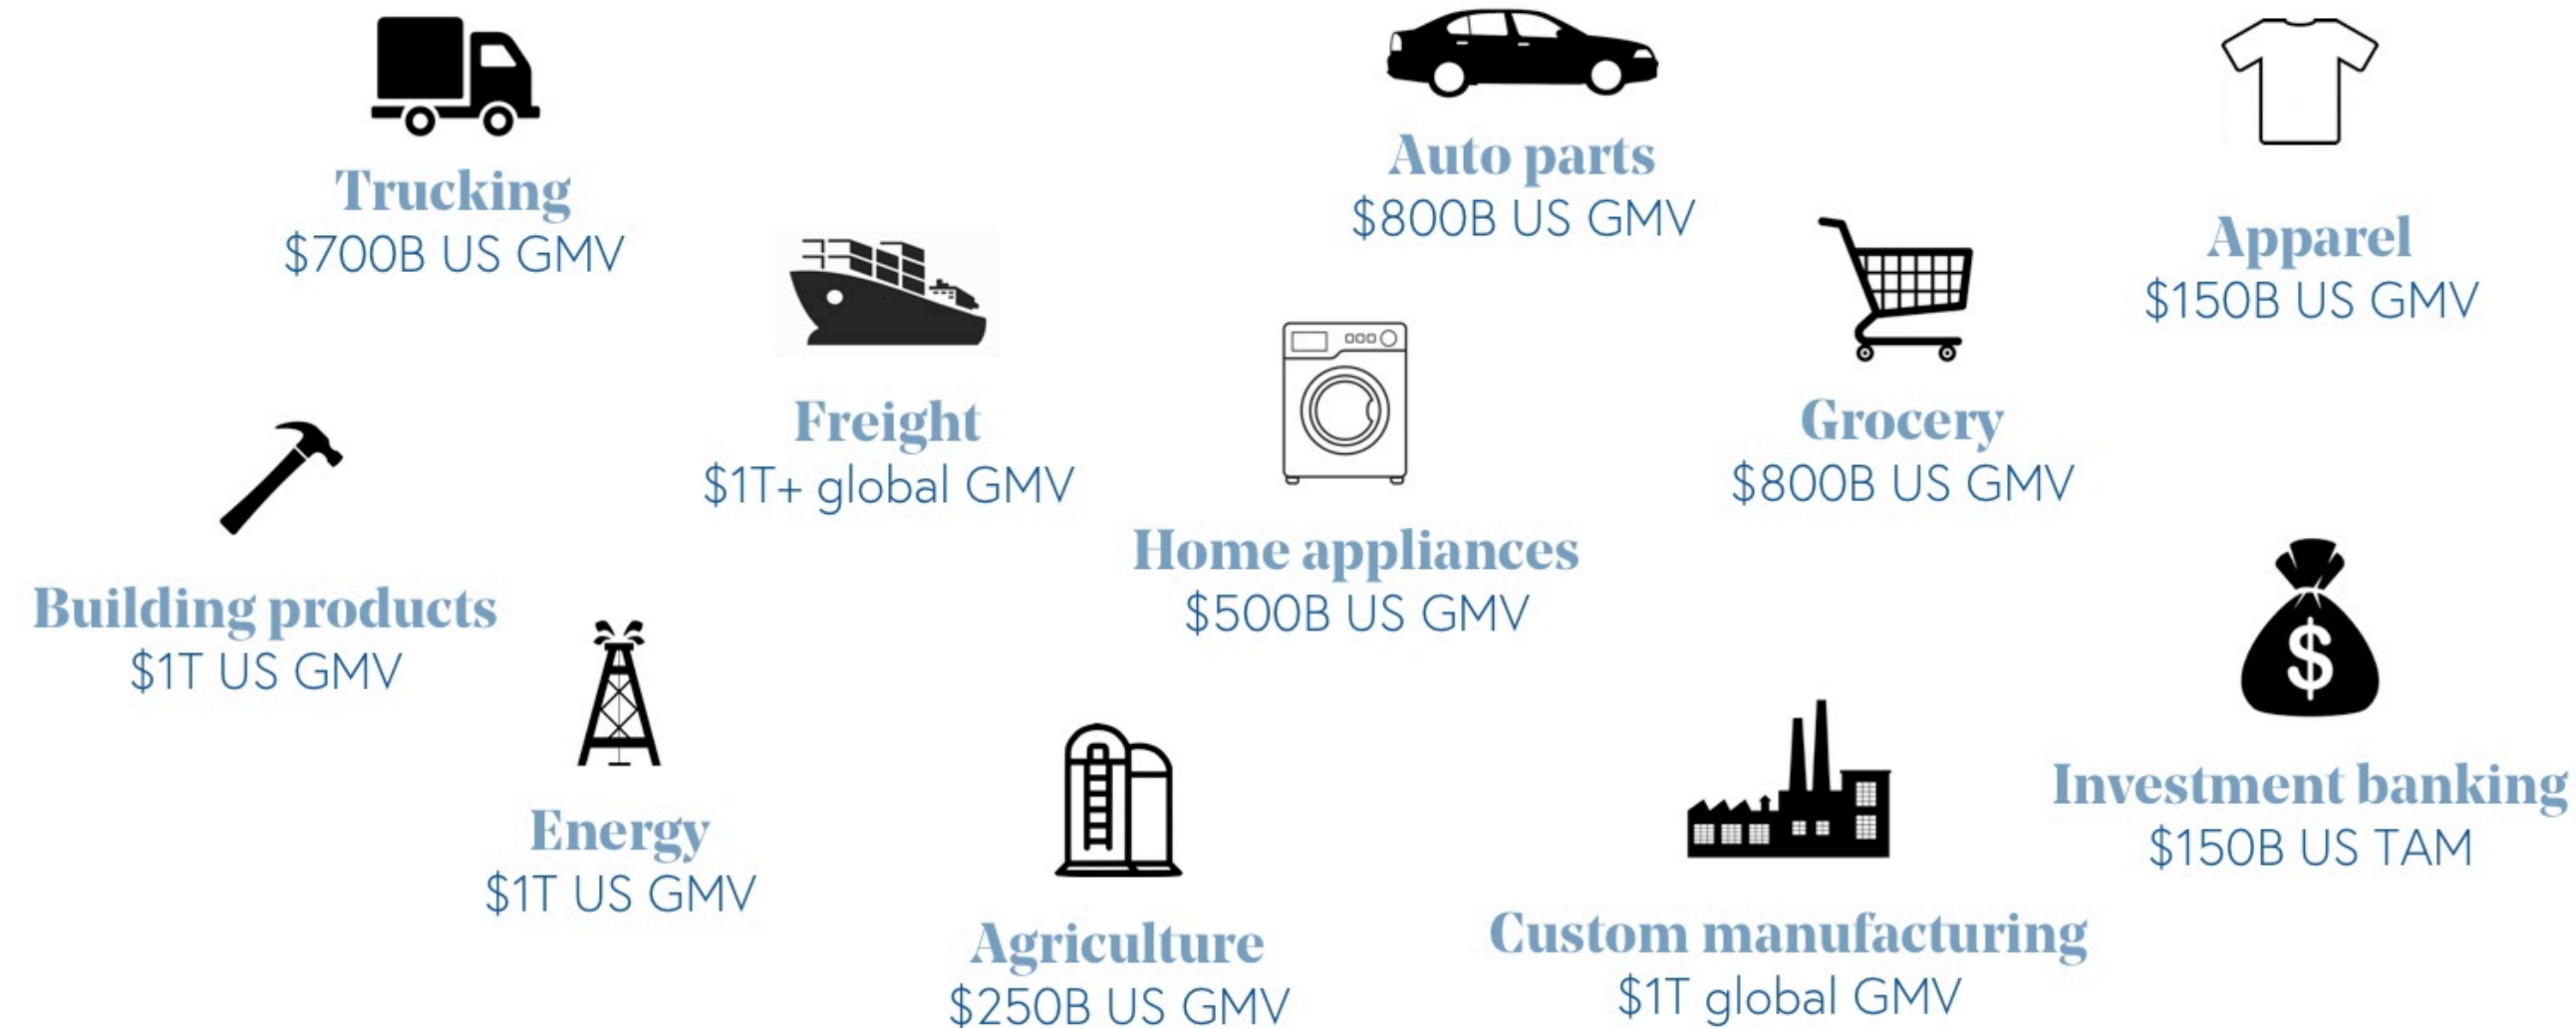 Trucking
$700B US GMV
Auto parts
$800B US GMV
Apparel
$150B US GMV
Freight
$1T+ global GMV
Grocery
$800B US GMV
Home appliances
$500B US GMV
Building products
$1T US GMV
$
Investment banking
$150B US TAM
Energy
$1T US GMV
Agriculture
$250B US GMV
Custom manufacturing
$1T global GMV